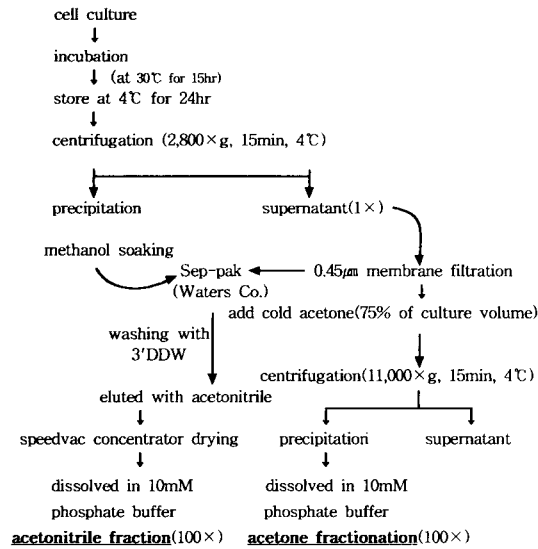 cell culture
incubation
(at 30℃ for 15hr)
store at 4℃ for 24hr
centrifugation (2,800×g, 15min, 4℃)
precipitation supernatant(1×)
methanol soaking
Sep-pak 0.45㎛ membrane filtration
(Waters Co.)
add cold acetone(75% of culture volume)
washing with
3'DDW
centrifugation(11,000×g, 15min, 4℃)
eluted with acetonitrile
speedvac concentrator drying precipitation supernatant
dissolved in 10mM dissolved in 10mM
phosphate buffer phosphate buffer
acetonitrile fraction(100×) acetone fractionation(100×)